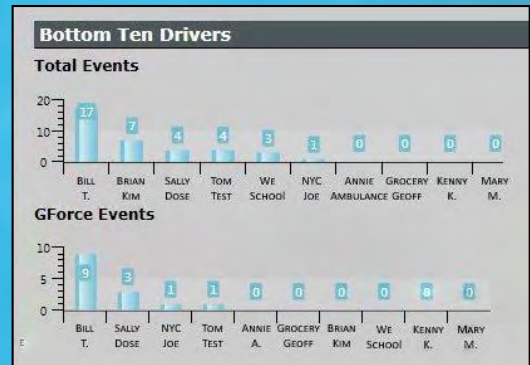 Bottom Ten Drivers
Total Events
20
10
0
17 7 4 4 3 1 0 0 0 0
BILL BRIAN SALLY TOM WE NYC ANNIE GROCERY KENNY MARY
T. KIM DOSE TEST SCHOOL JOE AMBULANCE GEOFF K. M.
GForce Events
10
5
0
9 3 1 1 0 0 0 0 0 0
BILL SALLY NYC TOM ANNIE GROCERY BRIAN WE KENNY MARY
T. DOSE JOE TEST A. GEOFF KIM SCHOOL K. M.
E